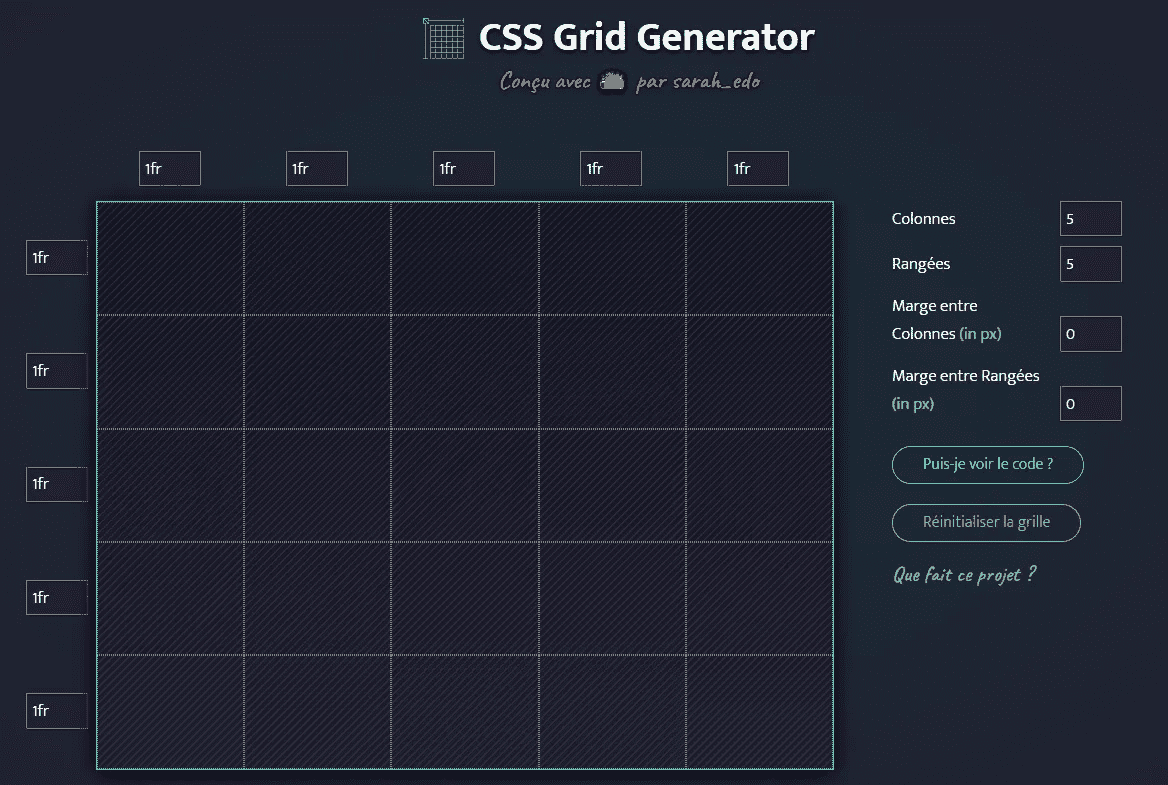 CSS Grid Generator
Conçu avec par sarah_edo
1fr 1fr 1fr 1fr 1fr
1fr
1fr
1fr
1fr
1fr
Colonnes 5
Rangées 5
Marge entre
Colonnes (in px) 0
Marge entre Rangées
(in px) 0
Puis-je voir le code ?
Réinitialiser la grille
Que fait ce projet ?